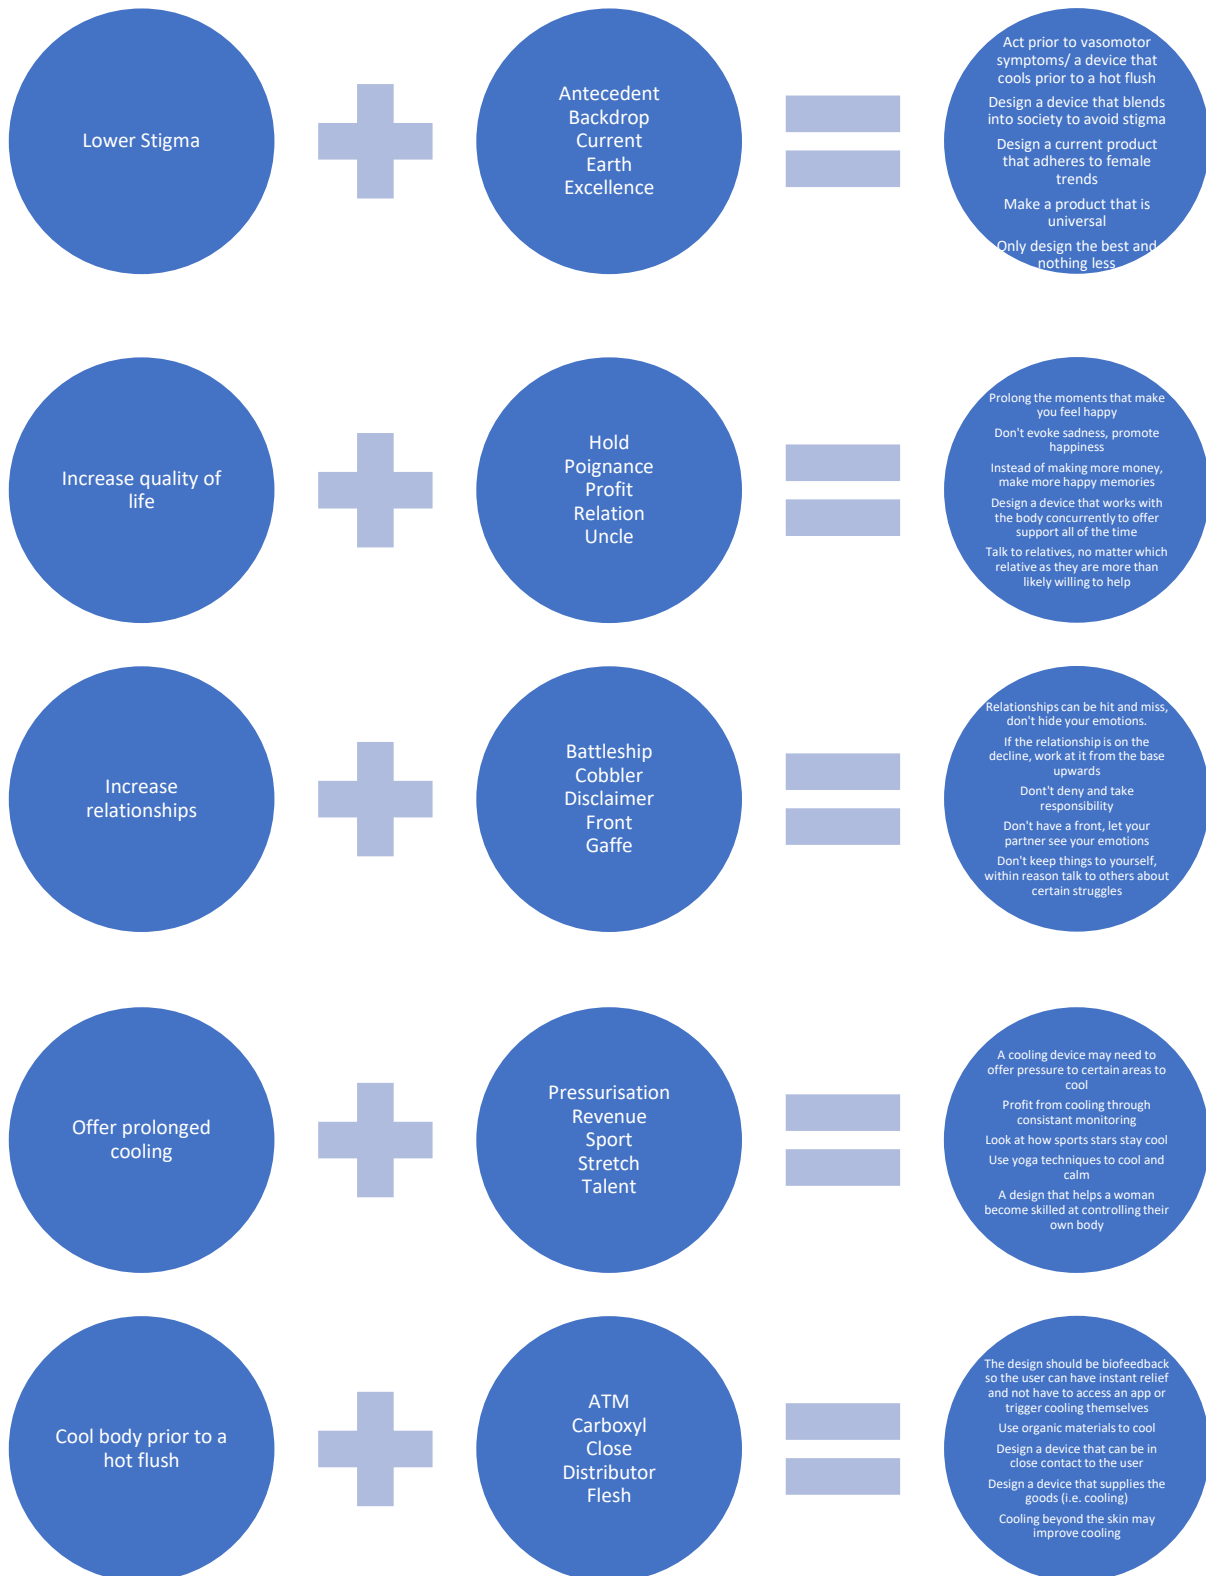 Lower Stigma
Antecedent
Backdrop
Current
Earth
Excellence
Act prior to vasomotor
symptoms/ a device that
cools prior to a hot flush
Design a device that blends
into society to avoid stigma
Design a current product
that adheres to female
trends
Make a product that is
universal
Only design the best and
nothing less
Increase quality of
life
Hold
Poignance
Profit
Relation
Uncle
Prolong the moments that make
you feel happy
Don't evoke sadness, promote
happiness
Instead of making more money,
make more happy memories
Design a device that works with
the body concurrently to offer
support all of the time
Talk to relatives, no matter which
relative as they are more than
likely willing to help
Increase
relationships
Battleship
Cobbler
Disclaimer
Front
Gaffe
Relationships can be hit and miss,
don't hide your emotions.
If the relationship is on the
decline, work at it from the base
upwards
Dont't deny and take
responsibility
Don't have a front, let your
partner see your emotions
Don't keep things to yourself,
within reason talk to others about
certain struggles
Offer prolonged
cooling
Pressurisation
Revenue
Sport
Stretch
Talent
A cooling device may need to
offer pressure to certain areas to
cool
Profit from cooling through
consistant monitoring
Look at how sports stars stay cool
Use yoga techniques to cool and
calm
A design that helps a woman
become skilled at controlling their
own body
Cool body prior to a
hot flush
ATM
Carboxyl
Close
Distributor
Flesh
The design should be biofeedback
so the user can have instant relief
and not have to access an app or
trigger cooling themselves
Use organic materials to cool
Design a device that can be in
close contact to the user
Design a device that supplies the
goods (i.e. cooling)
Cooling beyond the skin may
improve cooling